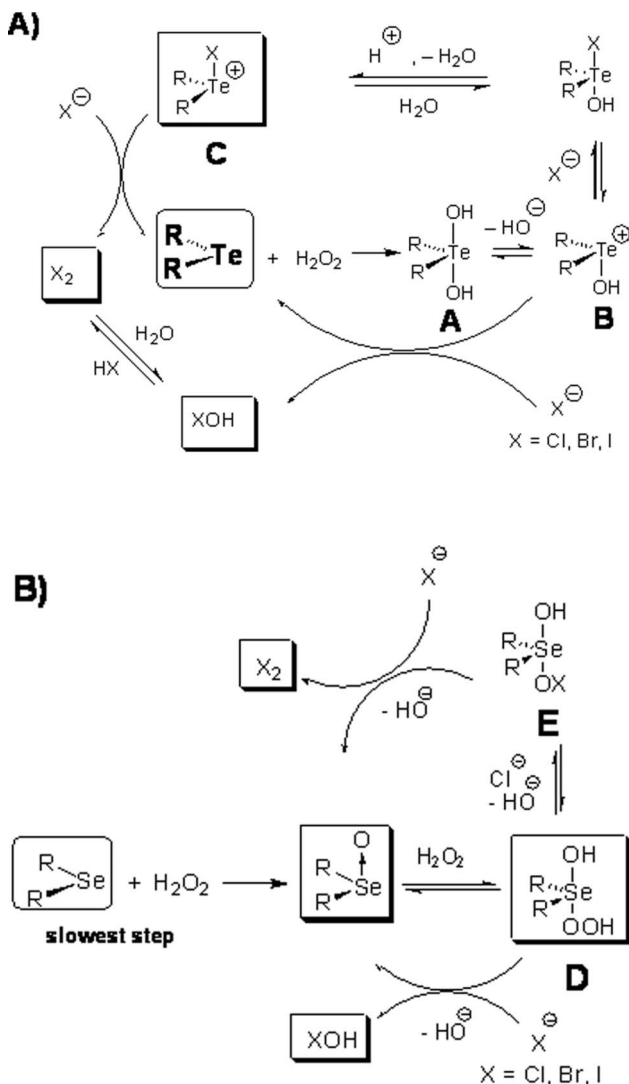 A)
X
R
R
Te ⊕
C
H ⊕ , – H₂O
H₂O
X
R
R
Te
OH
X ⊖
X ⊖
R
R
Te
+ H₂O₂
OH
R
R
Te
OH
A
– HO ⊖
R
R
Te ⊕
OH
B
X₂
H₂O
HX
XOH
X ⊖
X = Cl, Br, I
B)
X ⊖
X₂
- HO ⊖
OH
R
R
Se
OX
E
Cl ⊖
- HO ⊖
R
R
Se
+ H₂O₂
slowest step
O
R
R
Se
H₂O₂
OH
R
R
Se
OOH
D
XOH
- HO ⊖
X ⊖
X = Cl, Br, I